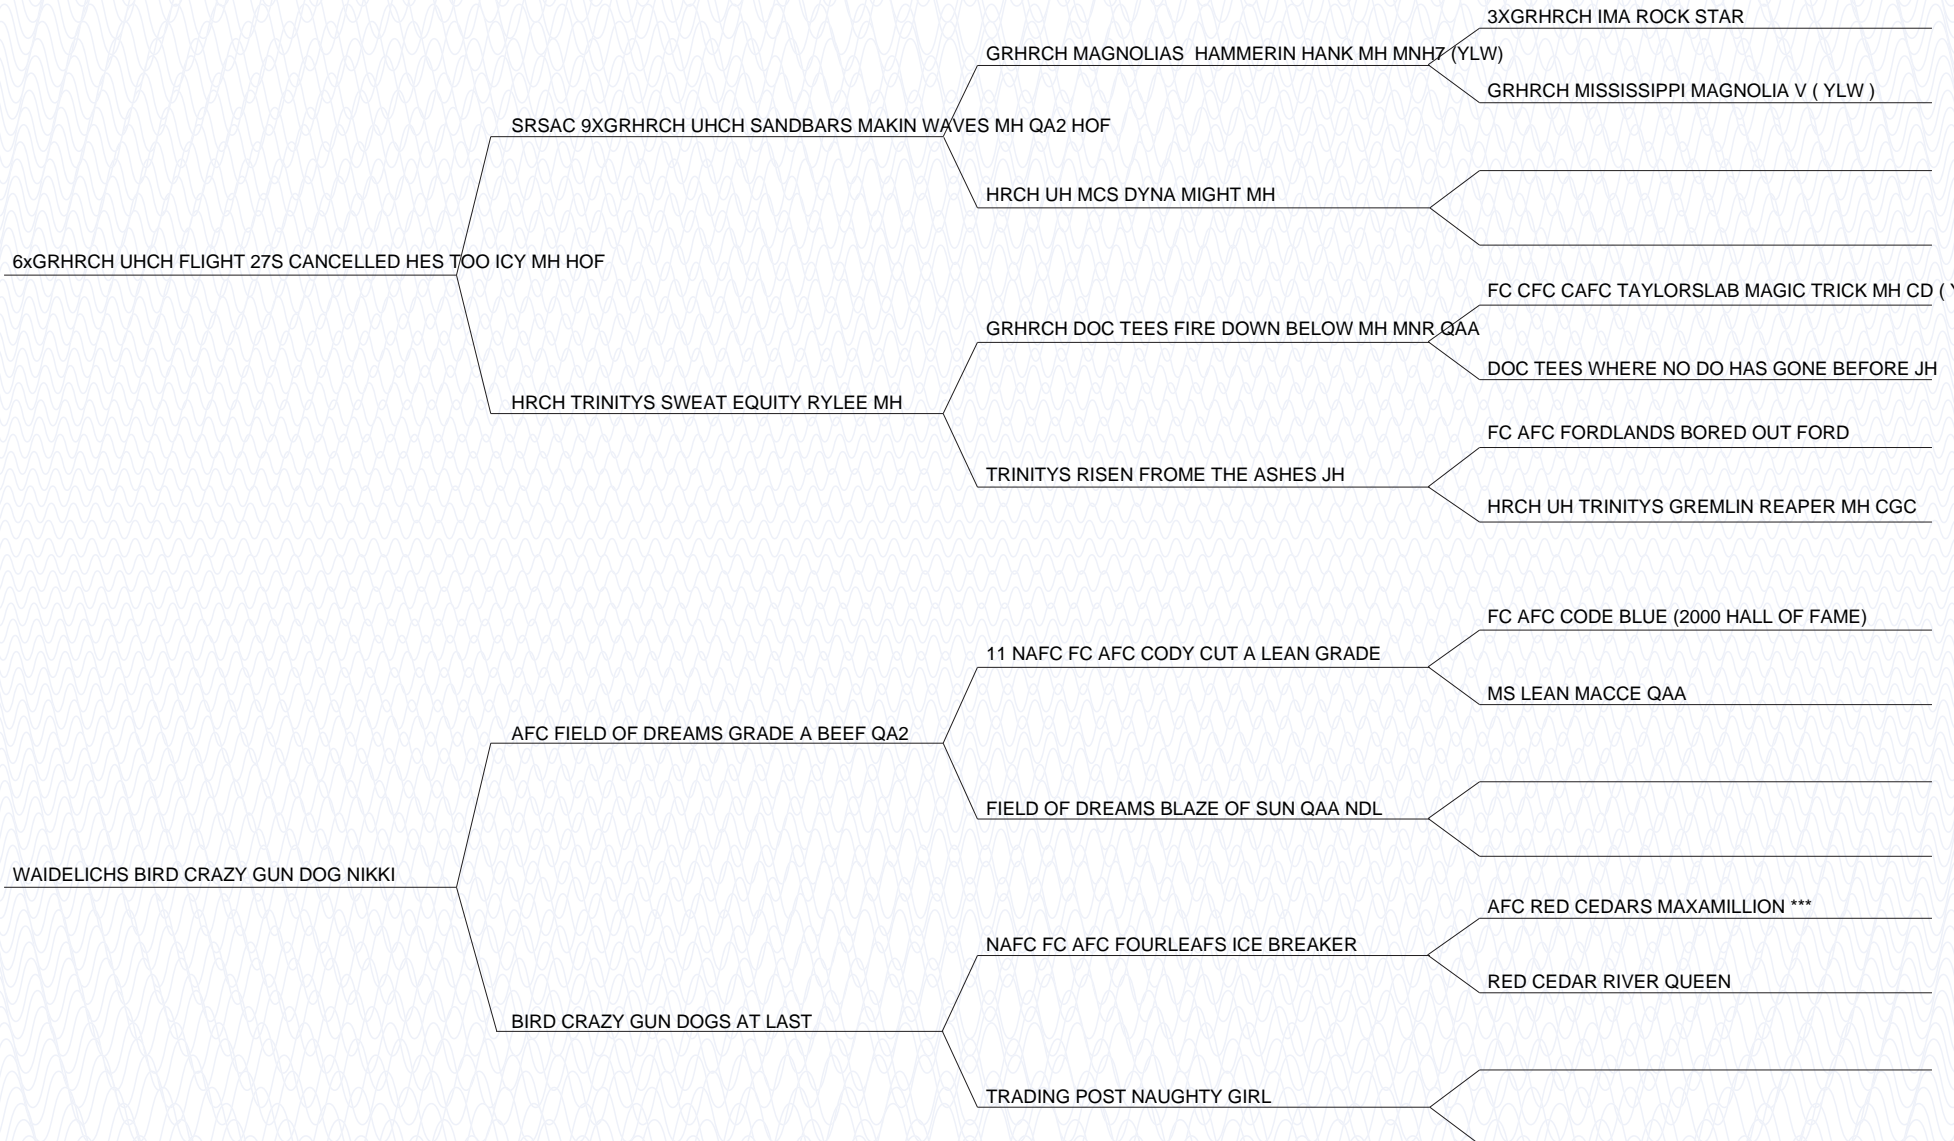 3XGRHRCH IMA ROCK STAR
GRHRCH MAGNOLIAS  HAMMERIN HANK MH MNH7 (YLW)
GRHRCH MISSISSIPPI MAGNOLIA V ( YLW )
SRSAC 9XGRHRCH UHCH SANDBARS MAKIN WAVES MH QA2 HOF
HRCH UH MCS DYNA MIGHT MH
6xGRHRCH UHCH FLIGHT 27S CANCELLED HES TOO ICY MH HOF
FC CFC CAFC TAYLORSLAB MAGIC TRICK MH CD (
GRHRCH DOC TEES FIRE DOWN BELOW MH MNR QAA
DOC TEES WHERE NO DO HAS GONE BEFORE JH
HRCH TRINITYS SWEAT EQUITY RYLEE MH
FC AFC FORDLANDS BORED OUT FORD
TRINITYS RISEN FROME THE ASHES JH
HRCH UH TRINITYS GREMLIN REAPER MH CGC
FC AFC CODE BLUE (2000 HALL OF FAME)
11 NAFC FC AFC CODY CUT A LEAN GRADE
MS LEAN MACCE QAA
AFC FIELD OF DREAMS GRADE A BEEF QA2
FIELD OF DREAMS BLAZE OF SUN QAA NDL
WAIDELICHS BIRD CRAZY GUN DOG NIKKI
AFC RED CEDARS MAXAMILLION ***
NAFC FC AFC FOURLEAFS ICE BREAKER
RED CEDAR RIVER QUEEN
BIRD CRAZY GUN DOGS AT LAST
TRADING POST NAUGHTY GIRL